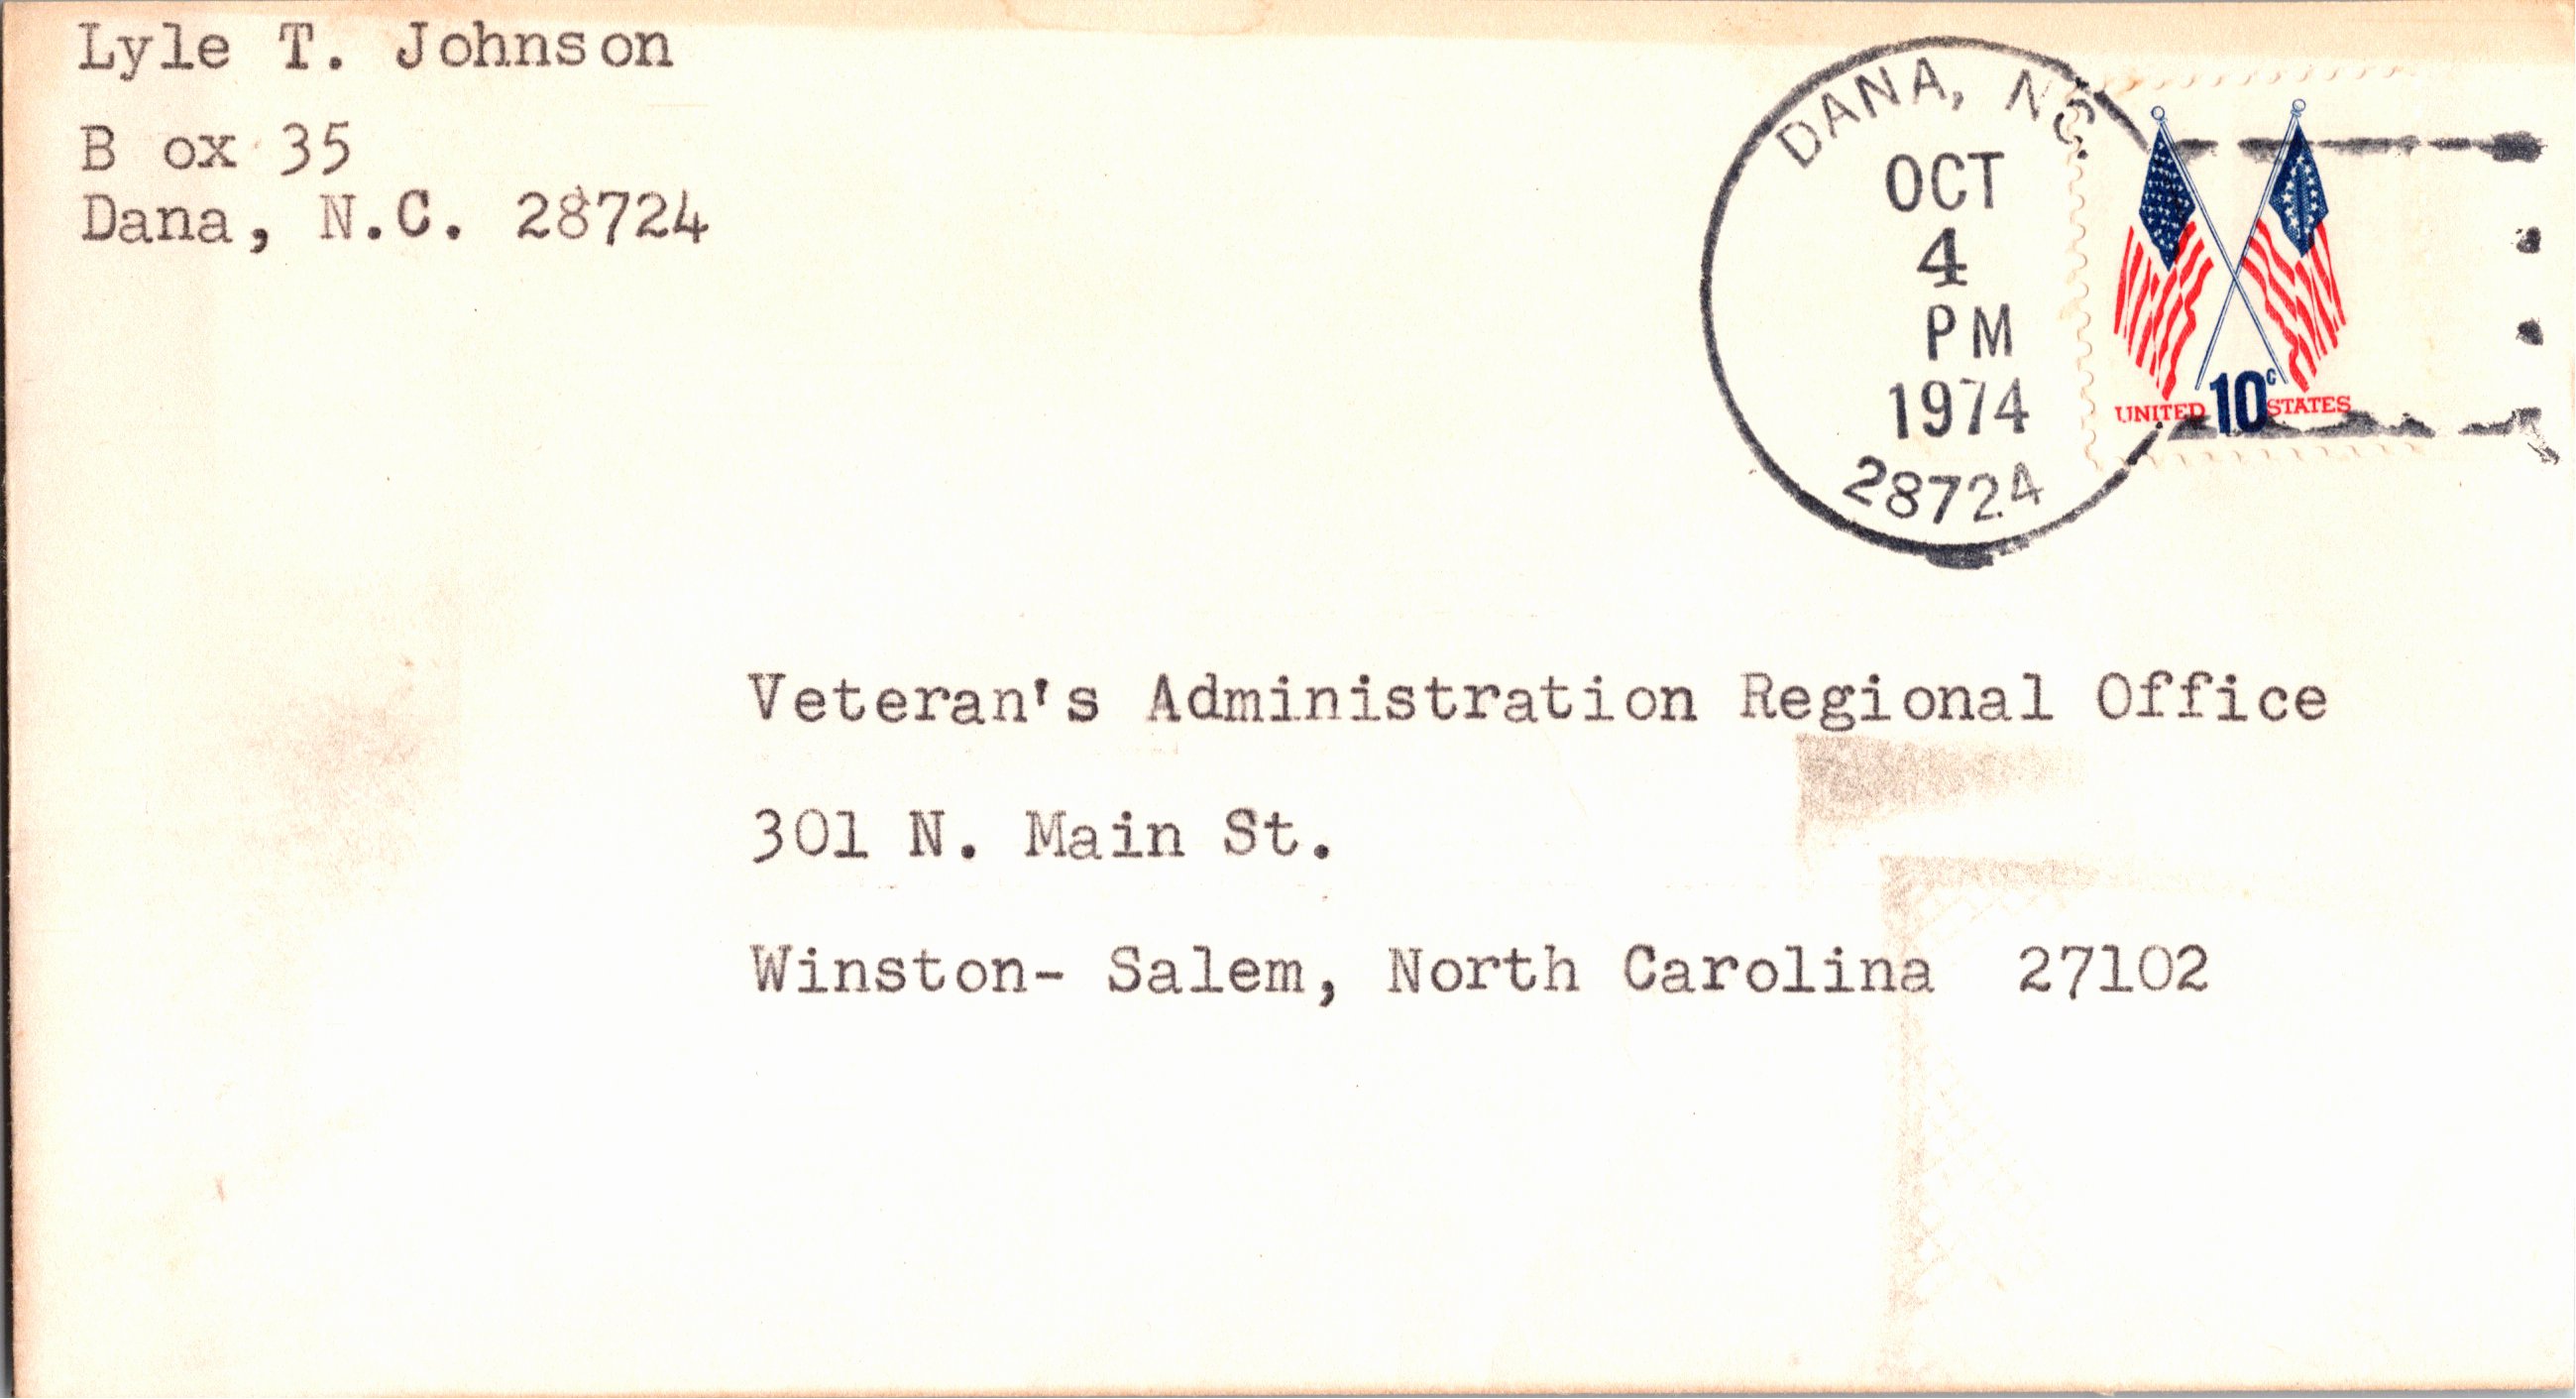 Lyle T. Johnson
B ox 35
Dana, N.C. 28724
DANA, NC.
OCT
4
PM
1974
28724
UNITED 10c STATES
Veteran's Administration Regional Office
301 N. Main St.
Winston- Salem, North Carolina 27102